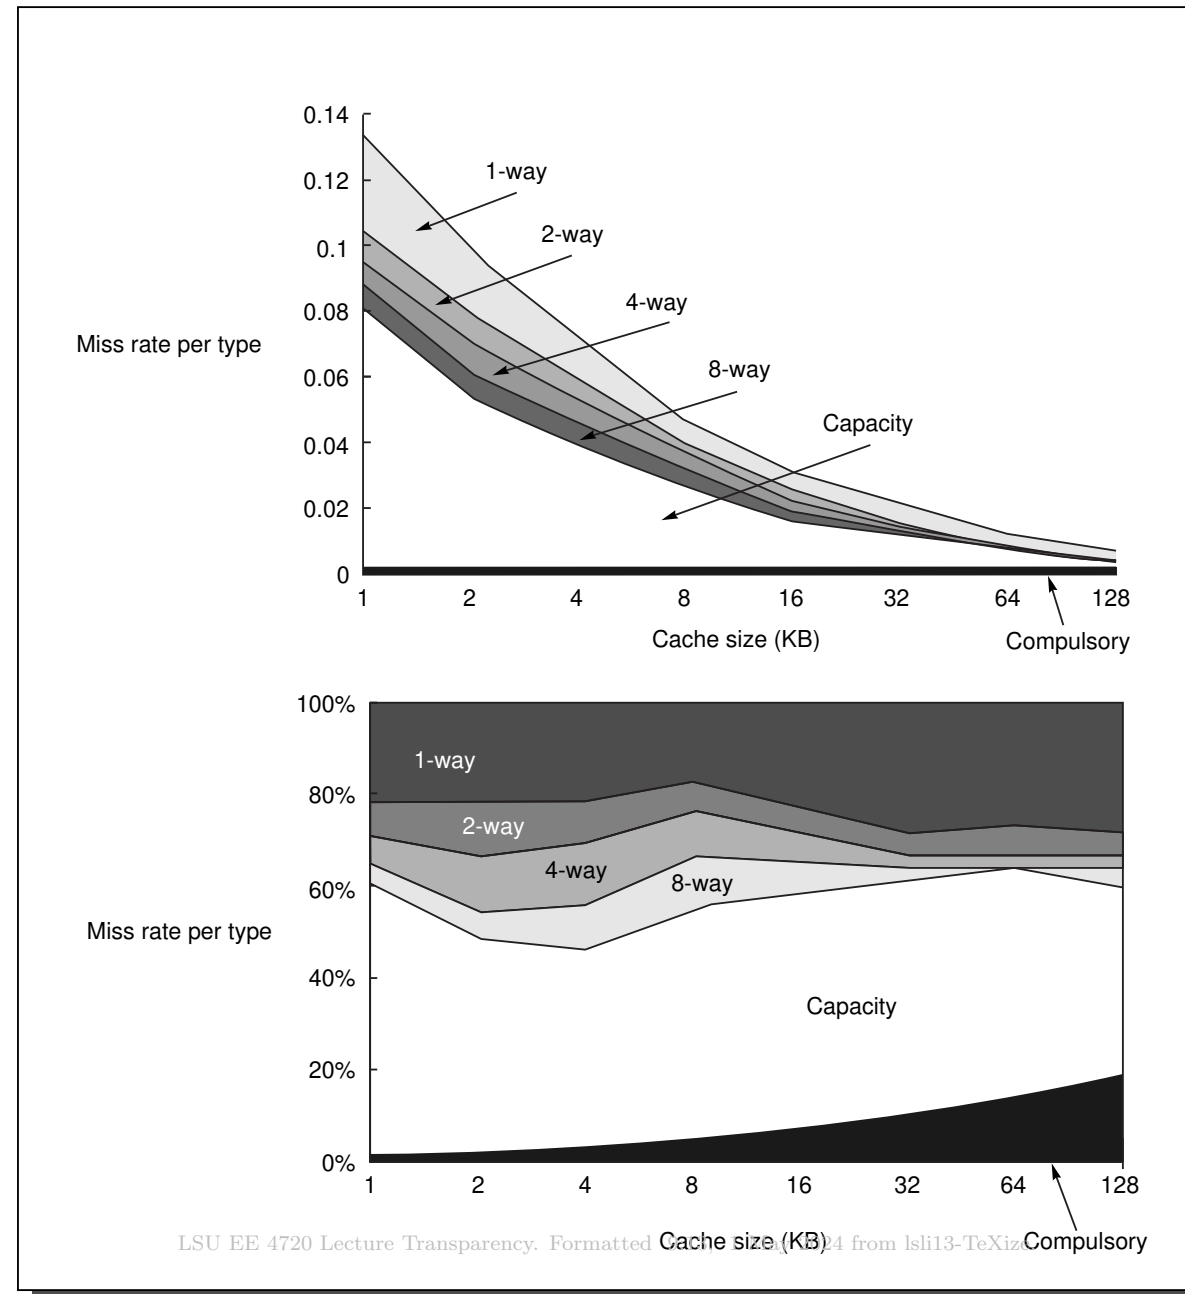 0.14
1-way
0.12
2-way
0.1
4-way
0.08
Miss rate per type
8-way
0.06
Capacity
0.04
0.02
0
1 2 4 8 16 32 64 128
Cache size (KB)
Compulsory
100%
1-way
80%
2-way
4-way
8-way
60%
Miss rate per type
40%
Capacity
20%
0%
1 2 4 8 16 32 64 128
Cache size (KB)
Compulsory
LSU EE 4720 Lecture Transparency. Formatted from lsli13-TeXize.